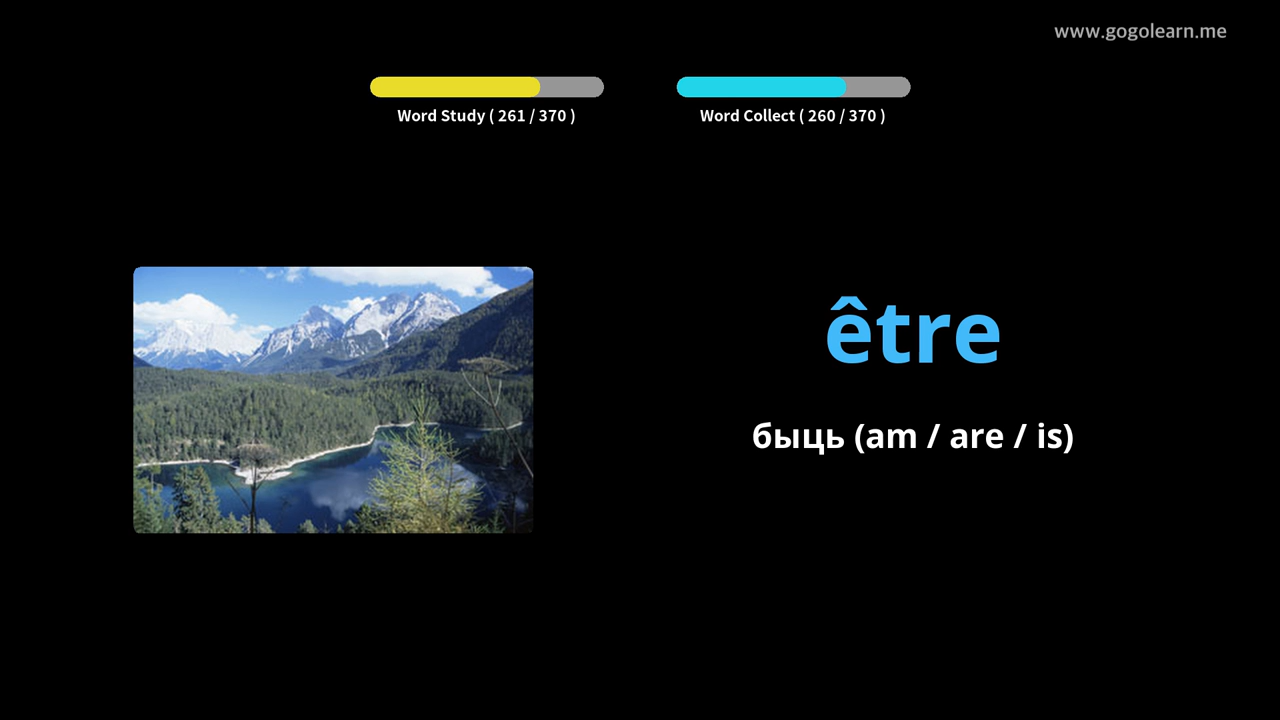 www.gogolearn.me
Word Study ( 261 / 370 )
Word Collect ( 260 / 370 )
être
быць (am / are / is)